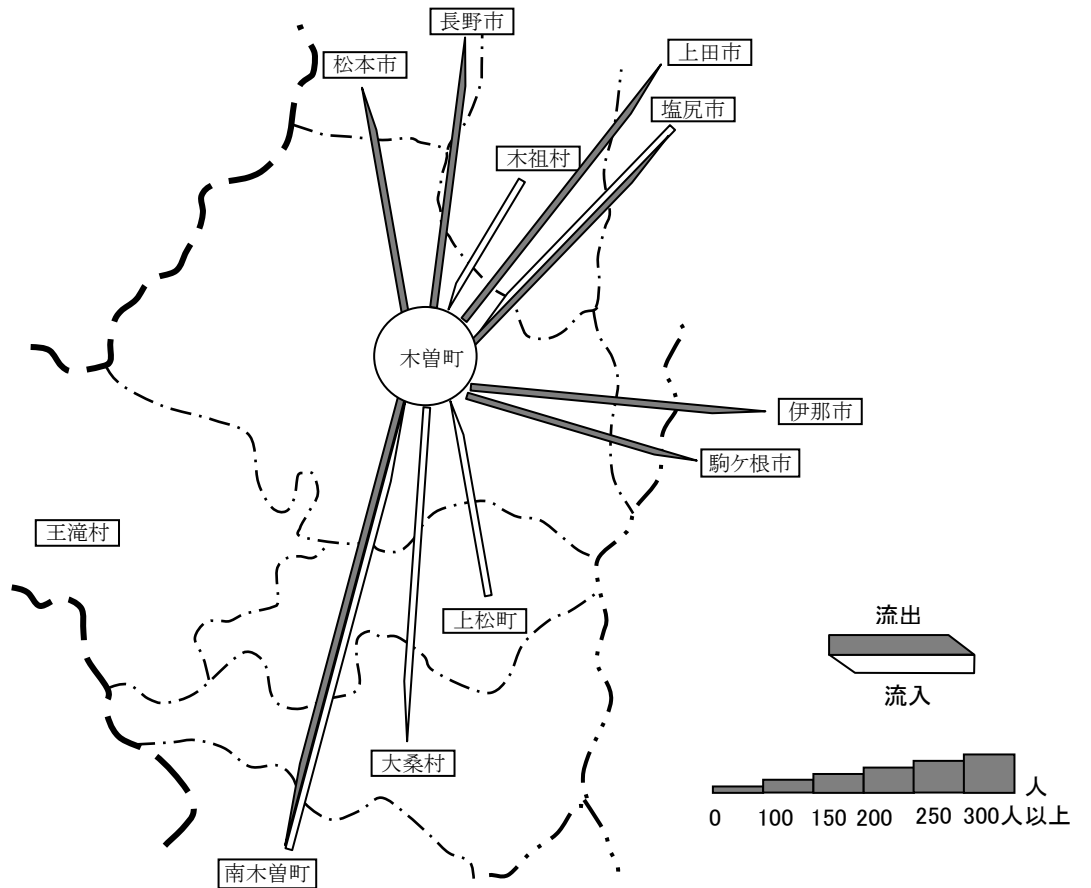 長野市
松本市
上田市
塩尻市
木祖村
木曽町
伊那市
駒ケ根市
王滝村
上松町
大桑村
南木曽町
流出
流入
人
0 100 150 200 250 300人以上